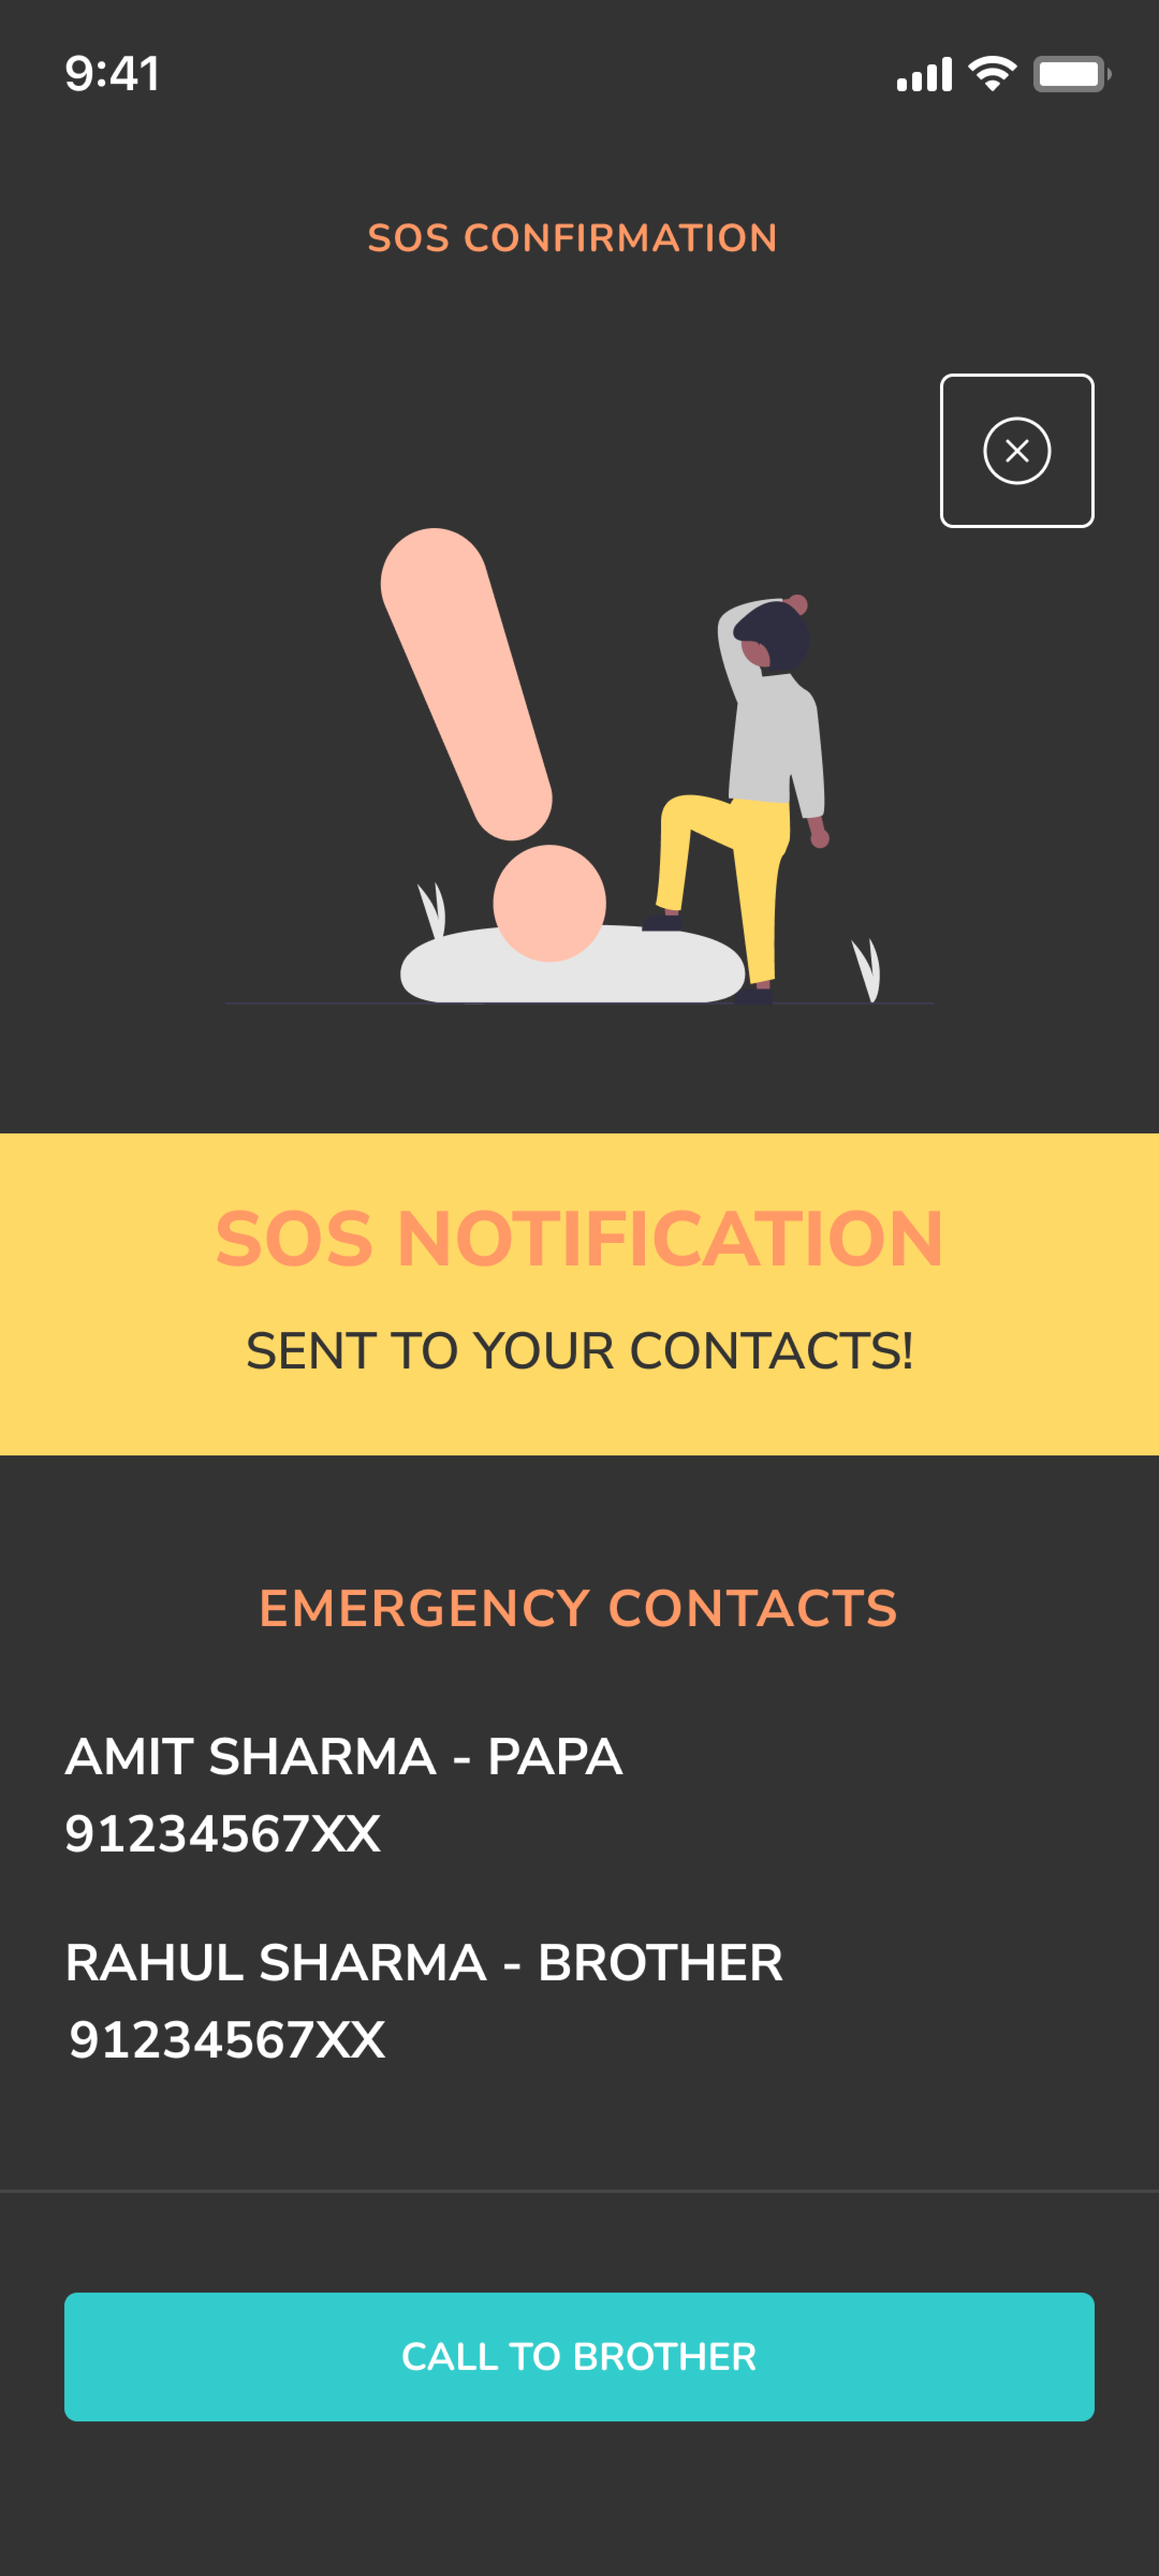 9:41
SOS CONFIRMATION
SOS NOTIFICATION
SENT TO YOUR CONTACTS!
EMERGENCY CONTACTS
AMIT SHARMA - PAPA
91234567XX
RAHUL SHARMA - BROTHER
91234567XX
CALL TO BROTHER